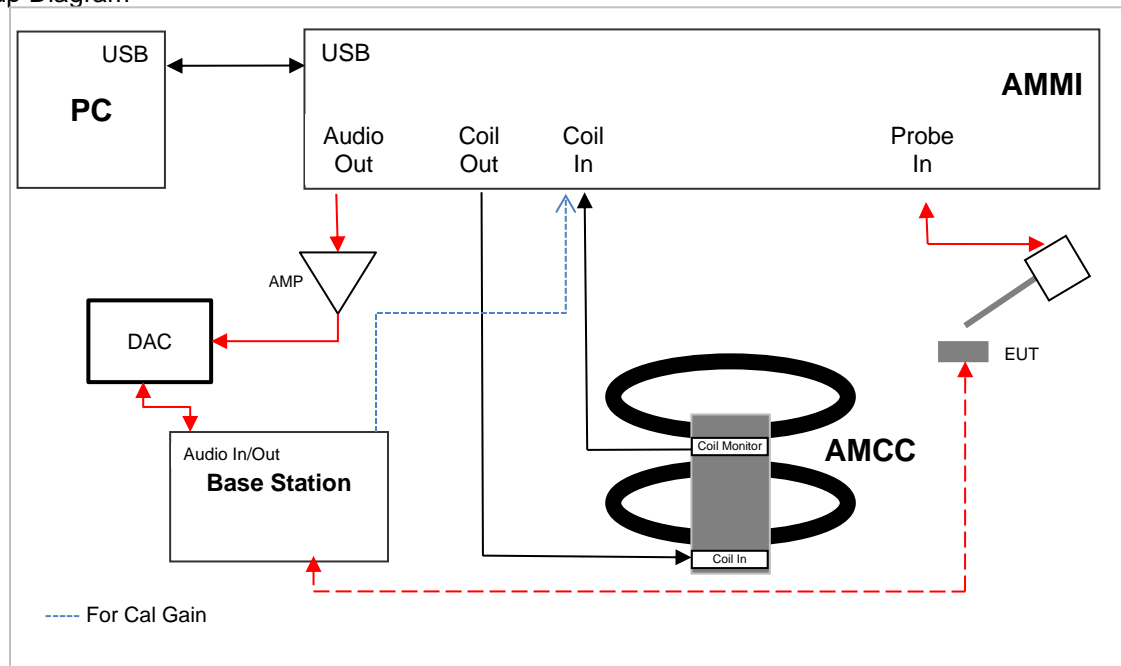 USB
PC
USB
AMMI
Audio
Out
Coil
Out
Coil
In
Probe
In
AMP
DAC
EUT
Audio In/Out
Base Station
Coil Monitor
AMCC
Coil In
For Cal Gain